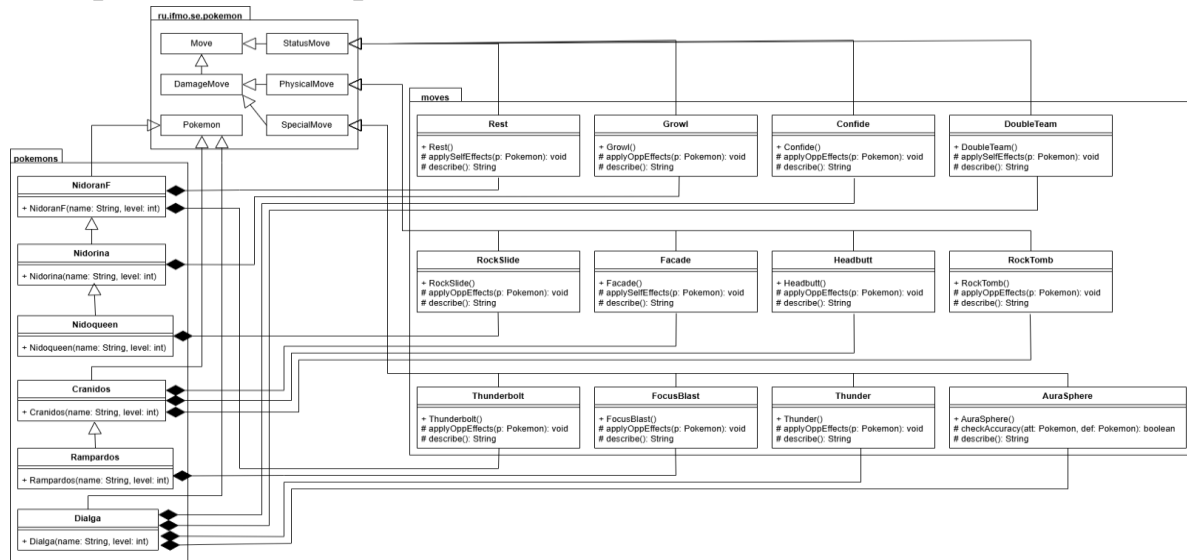 ru.ifmo.se.pokemon
Move
StatusMove
DamageMove
PhysicalMove
Pokemon
SpecialMove
moves
Rest
+ Rest()
# applySelfEffects(p: Pokemon): void
# describe(): String
Growl
+ Growl()
# applyOppEffects(p: Pokemon): void
# describe(): String
Confide
+ Confide()
# applyOppEffects(p: Pokemon): void
# describe(): String
DoubleTeam
+ DoubleTeam()
# applySelfEffects(p: Pokemon): void
# describe(): String
pokemons
NidoranF
+ NidoranF(name: String, level: int)
Nidorina
+ Nidorina(name: String, level: int)
Nidoqueen
+ Nidoqueen(name: String, level: int)
Cranidos
+ Cranidos(name: String, level: int)
Rampardos
+ Rampardos(name: String, level: int)
Dialga
+ Dialga(name: String, level: int)
RockSlide
+ RockSlide()
# applyOppEffects(p: Pokemon): void
# describe(): String
Facade
+ Facade()
# applySelfEffects(p: Pokemon): void
# describe(): String
Headbutt
+ Headbutt()
# applyOppEffects(p: Pokemon): void
# describe(): String
RockTomb
+ RockTomb()
# applyOppEffects(p: Pokemon): void
# describe(): String
Thunderbolt
+ Thunderbolt()
# applyOppEffects(p: Pokemon): void
# describe(): String
FocusBlast
+ FocusBlast()
# applyOppEffects(p: Pokemon): void
# describe(): String
Thunder
+ Thunder()
# applyOppEffects(p: Pokemon): void
# describe(): String
AuraSphere
+ AuraSphere()
# checkAccuracy(att: Pokemon, def: Pokemon): boolean
# describe(): String